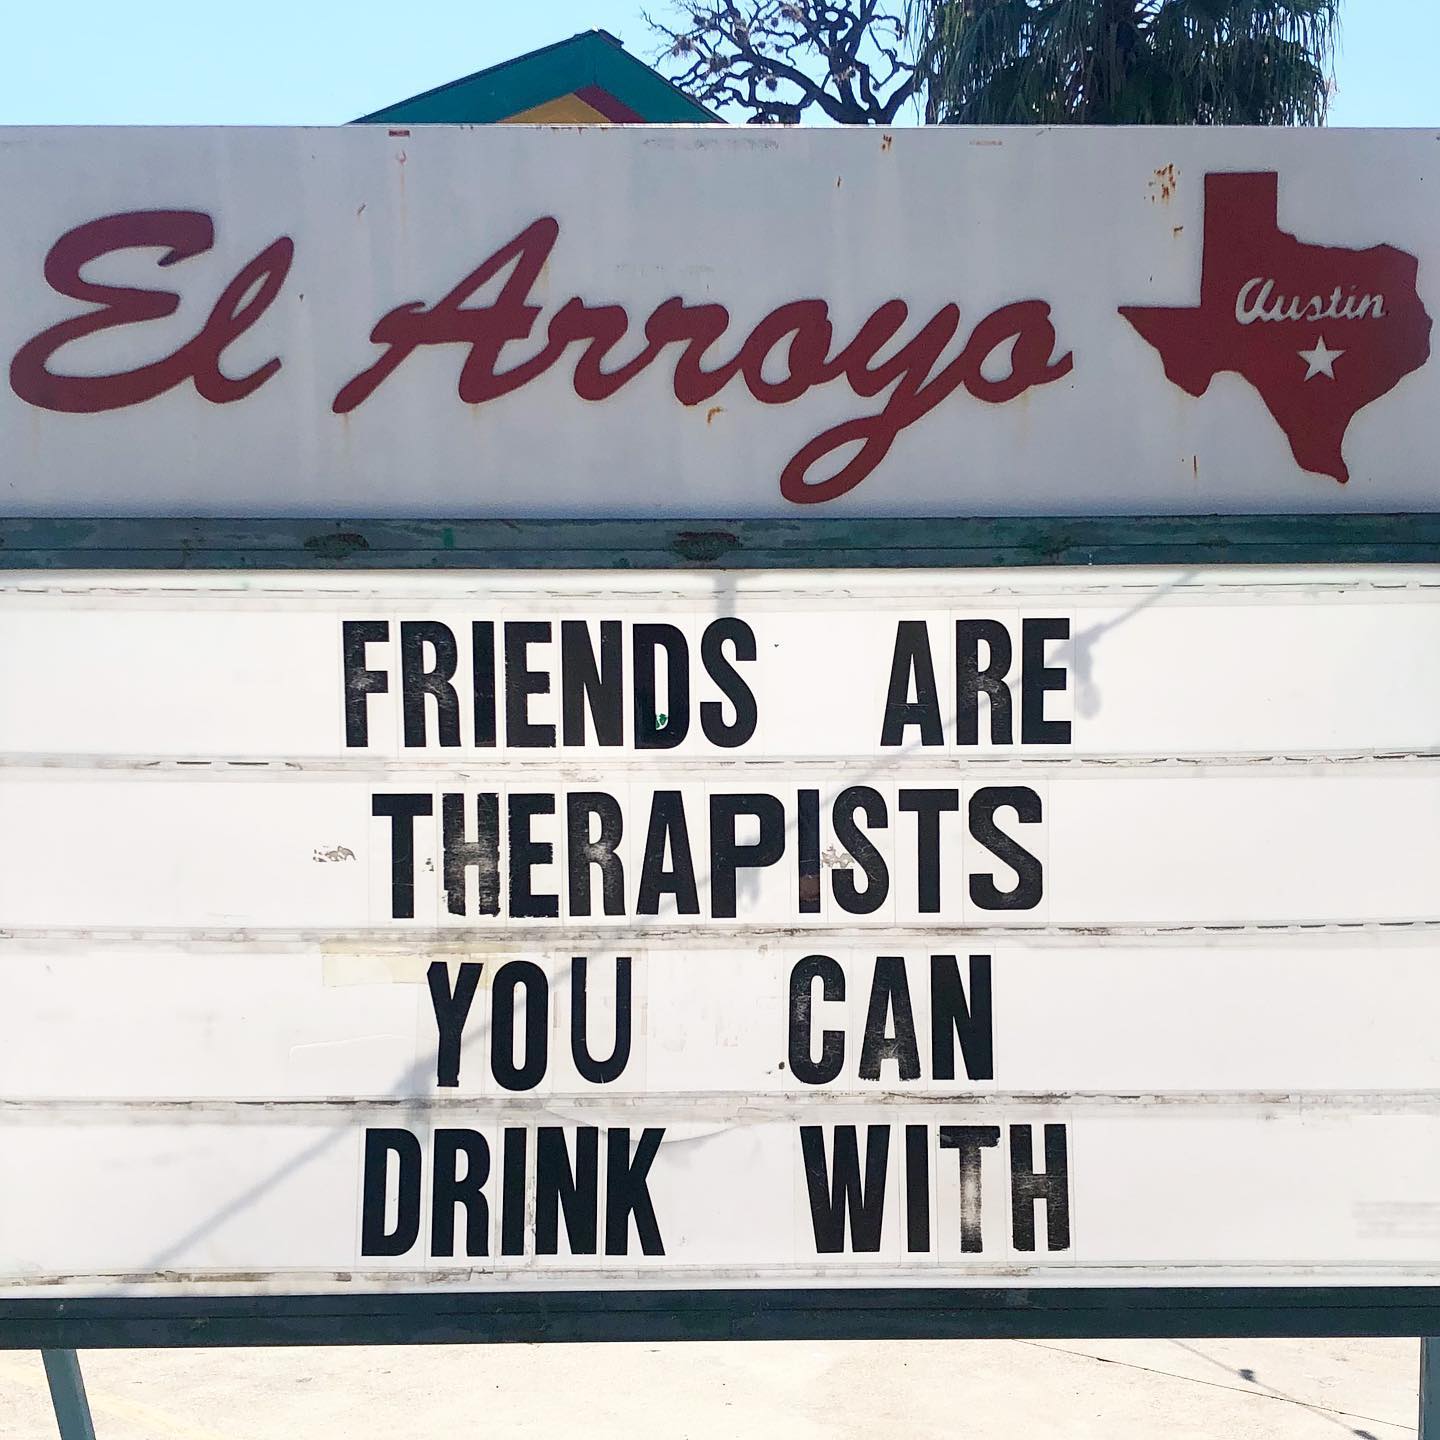 El Arroyo
Austin
FRIENDS ARE
THERAPISTS
YOU CAN
DRINK WITH